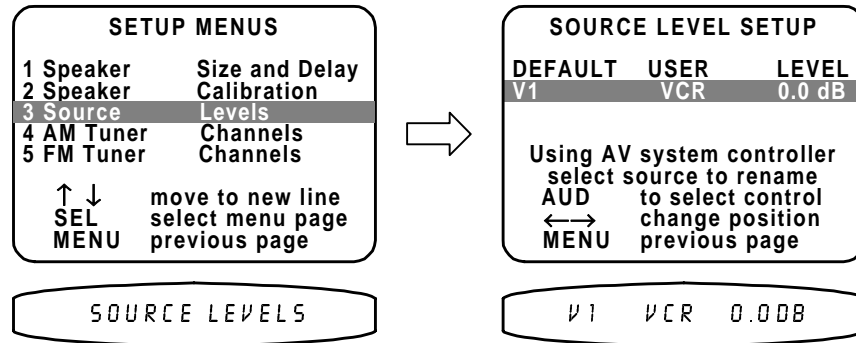 SETUP MENUS
1 Speaker Size and Delay
2 Speaker Calibration
3 Source Levels
4 AM Tuner Channels
5 FM Tuner Channels
↑ ↓ move to new line
SEL select menu page
MENU previous page
SOURCE LEVELS
SOURCE LEVEL SETUP
DEFAULT USER LEVEL
V1 VCR 0.0 dB
Using AV system controller
select source to rename
AUD to select control
←→ change position
MENU previous page
V1 VCR 0.0DB